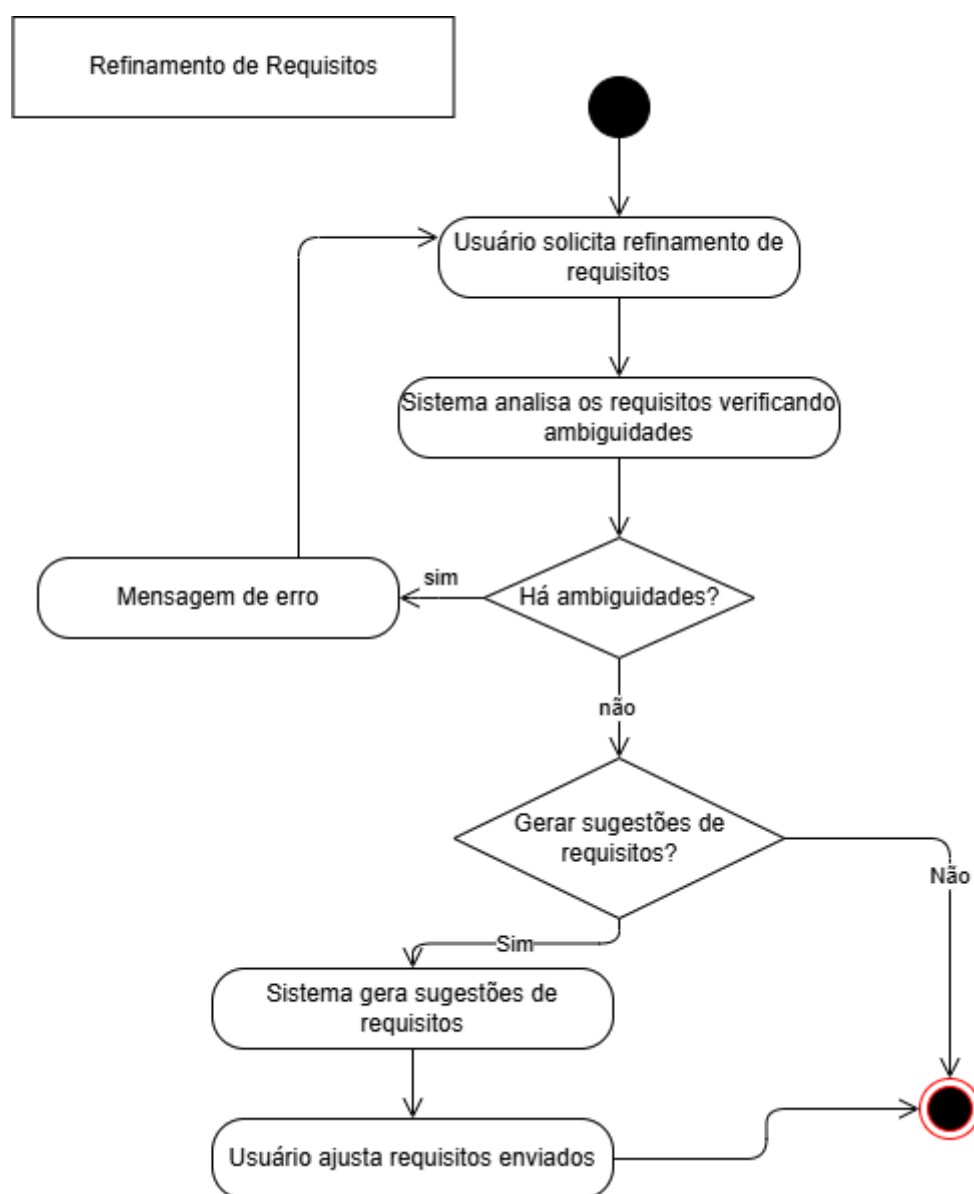 Refinamento de Requisitos
Usuário solicita refinamento de
requisitos
Sistema analisa os requisitos verificando
ambiguidades
Há ambiguidades?
sim
Mensagem de erro
não
Gerar sugestões de
requisitos?
Não
Sim
Sistema gera sugestões de
requisitos
Usuário ajusta requisitos enviados